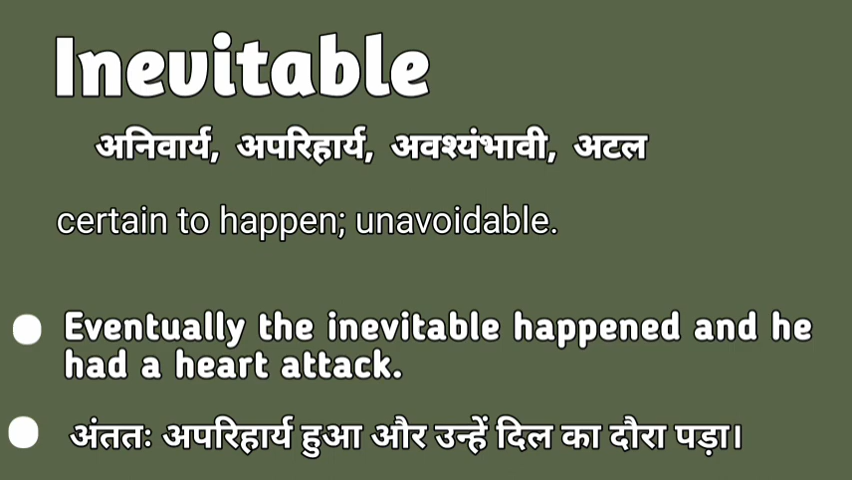 Inevitable
अनिवार्य, अपरिहार्य, अवश्यंभावी, अटल
certain to happen; unavoidable.
Eventually the inevitable happened and he
had a heart attack.
अंततः अपरिहार्य हुआ और उन्हें दिल का दौरा पड़ा।